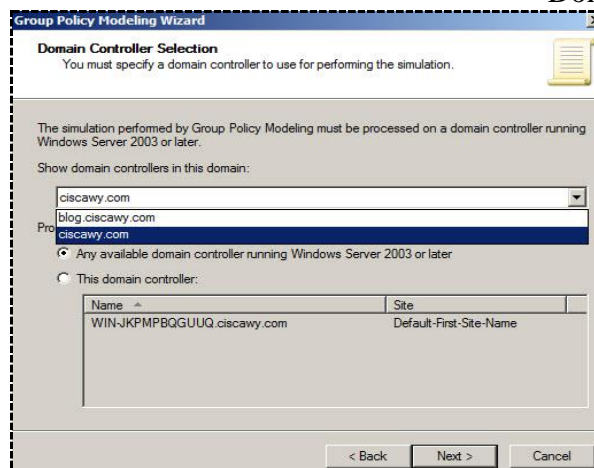 Group Policy Modeling Wizard
Domain Controller Selection
You must specify a domain controller to use for performing the simulation.
The simulation performed by Group Policy Modeling must be processed on a domain controller running
Windows Server 2003 or later.
Show domain controllers in this domain:
ciscawy.com
blog.ciscawy.com
ciscawy.com
Any available domain controller running Windows Server 2003 or later
This domain controller:
Name Site
WIN-JKPMPBQGUUQ.ciscawy.com Default-First-Site-Name
< Back Next > Cancel